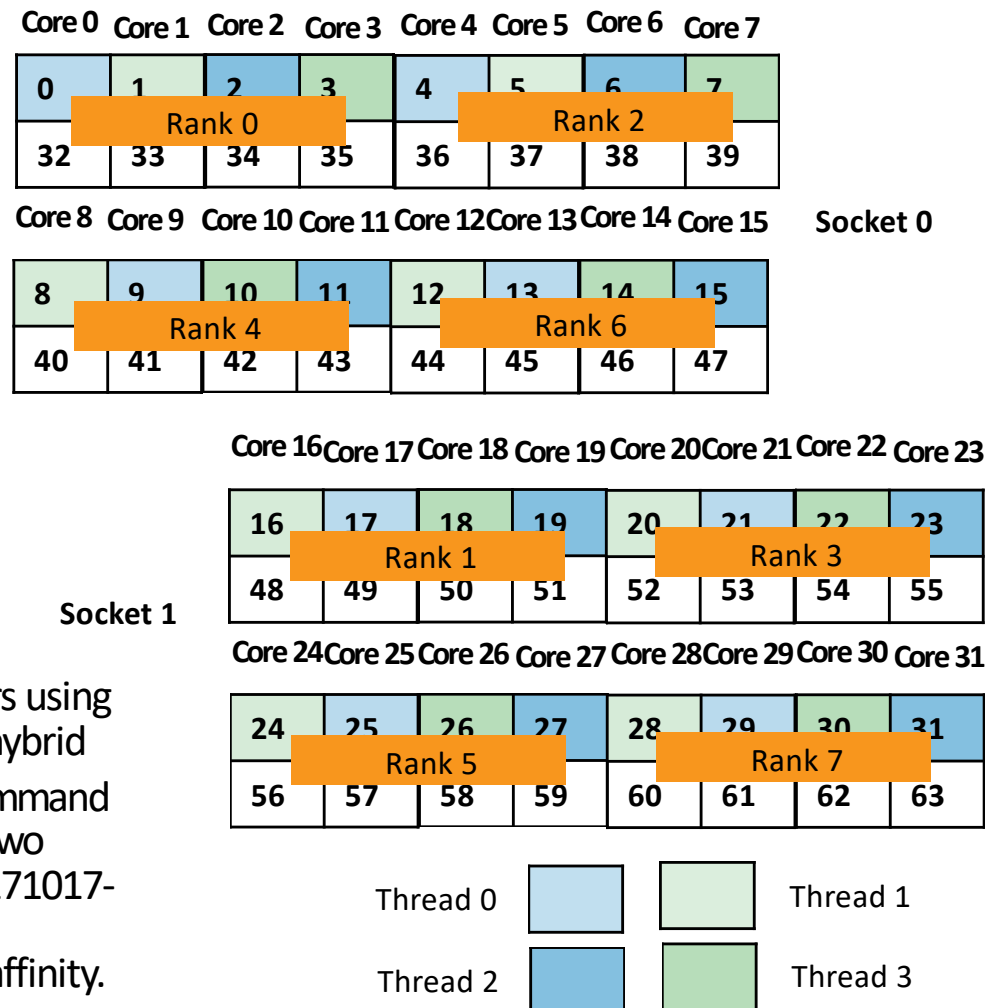 Core 0 Core 1 Core 2 Core 3 Core 4 Core 5 Core 6 Core 7
0 1 2 3 4 5 6 7
Rank 0 Rank 2
32 33 34 35 36 37 38 39
Core 8 Core 9 Core 10 Core 11 Core 12 Core 13 Core 14 Core 15 Socket 0
8 9 10 11 12 13 14 15
Rank 4 Rank 6
40 41 42 43 44 45 46 47
Core 16 Core 17 Core 18 Core 19 Core 20 Core 21 Core 22 Core 23
16 17 18 19 20 21 22 23
Rank 1 Rank 3
48 49 50 51 52 53 54 55
Socket 1
Core 24 Core 25 Core 26 Core 27 Core 28 Core 29 Core 30 Core 31
24 25 26 27 28 29 30 31
Rank 5 Rank 7
56 57 58 59 60 61 62 63
rs using
hybrid
mmand
wo
171017-
affinity.
Thread 0 Thread 1
Thread 2 Thread 3